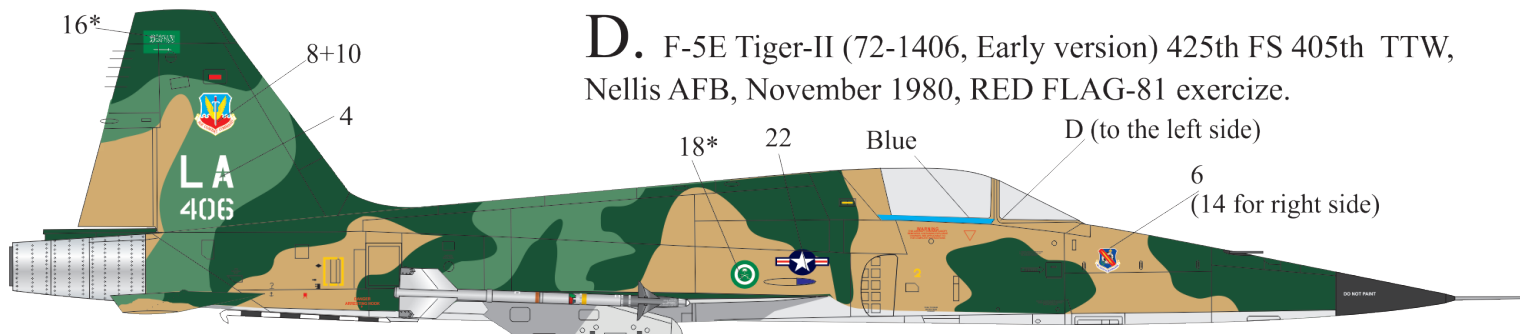 D. F-5E Tiger-II (72-1406, Early version) 425th FS 405th TTW,
Nellis AFB, November 1980, RED FLAG-81 exercize.
16*
8+10
4
18*
22
Blue
D (to the left side)
6
(14 for right side)
LA
406
2
2
DO NOT PAINT